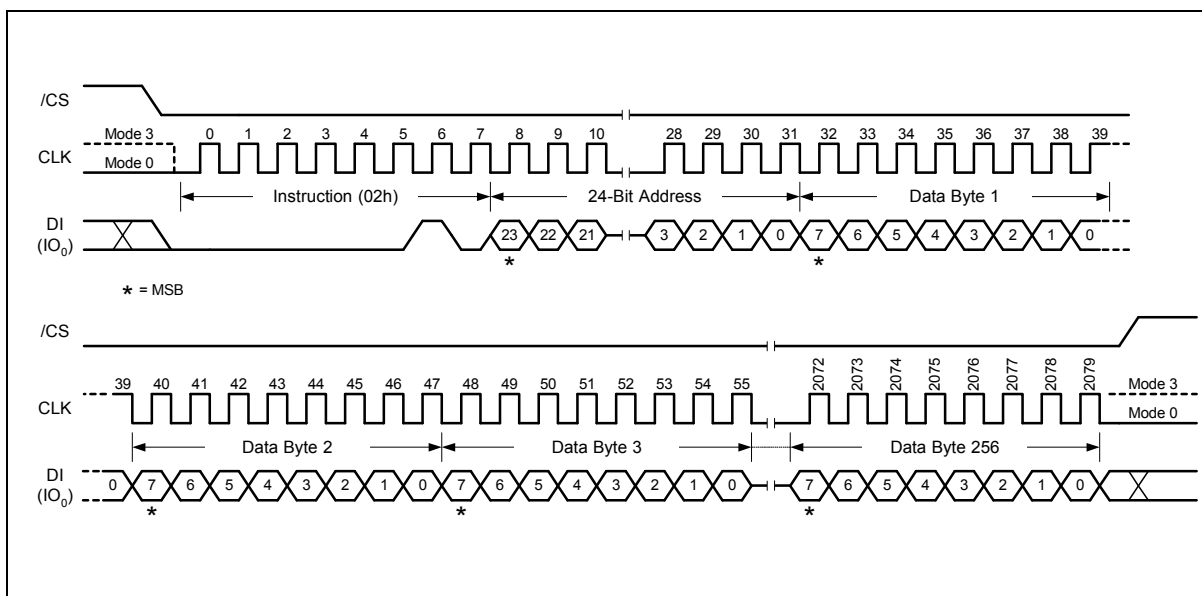 /CS
Mode 3 0 1 2 3 4 5 6 7 8 9 10 28 29 30 31 32 33 34 35 36 37 38 39
CLK Mode 0
Instruction (02h) 24-Bit Address Data Byte 1
DI
(IO0) 23 22 21 3 2 1 0 7 6 5 4 3 2 1 0
* *
* = MSB
/CS
39 40 41 42 43 44 45 46 47 48 49 50 51 52 53 54 55 2072 2073 2074 2075 2076 2077 2078 2079 Mode 3
CLK Mode 0
Data Byte 2 Data Byte 3 Data Byte 256
DI
(IO0) 0 7 6 5 4 3 2 1 0 7 6 5 4 3 2 1 0 7 6 5 4 3 2 1 0
* * *